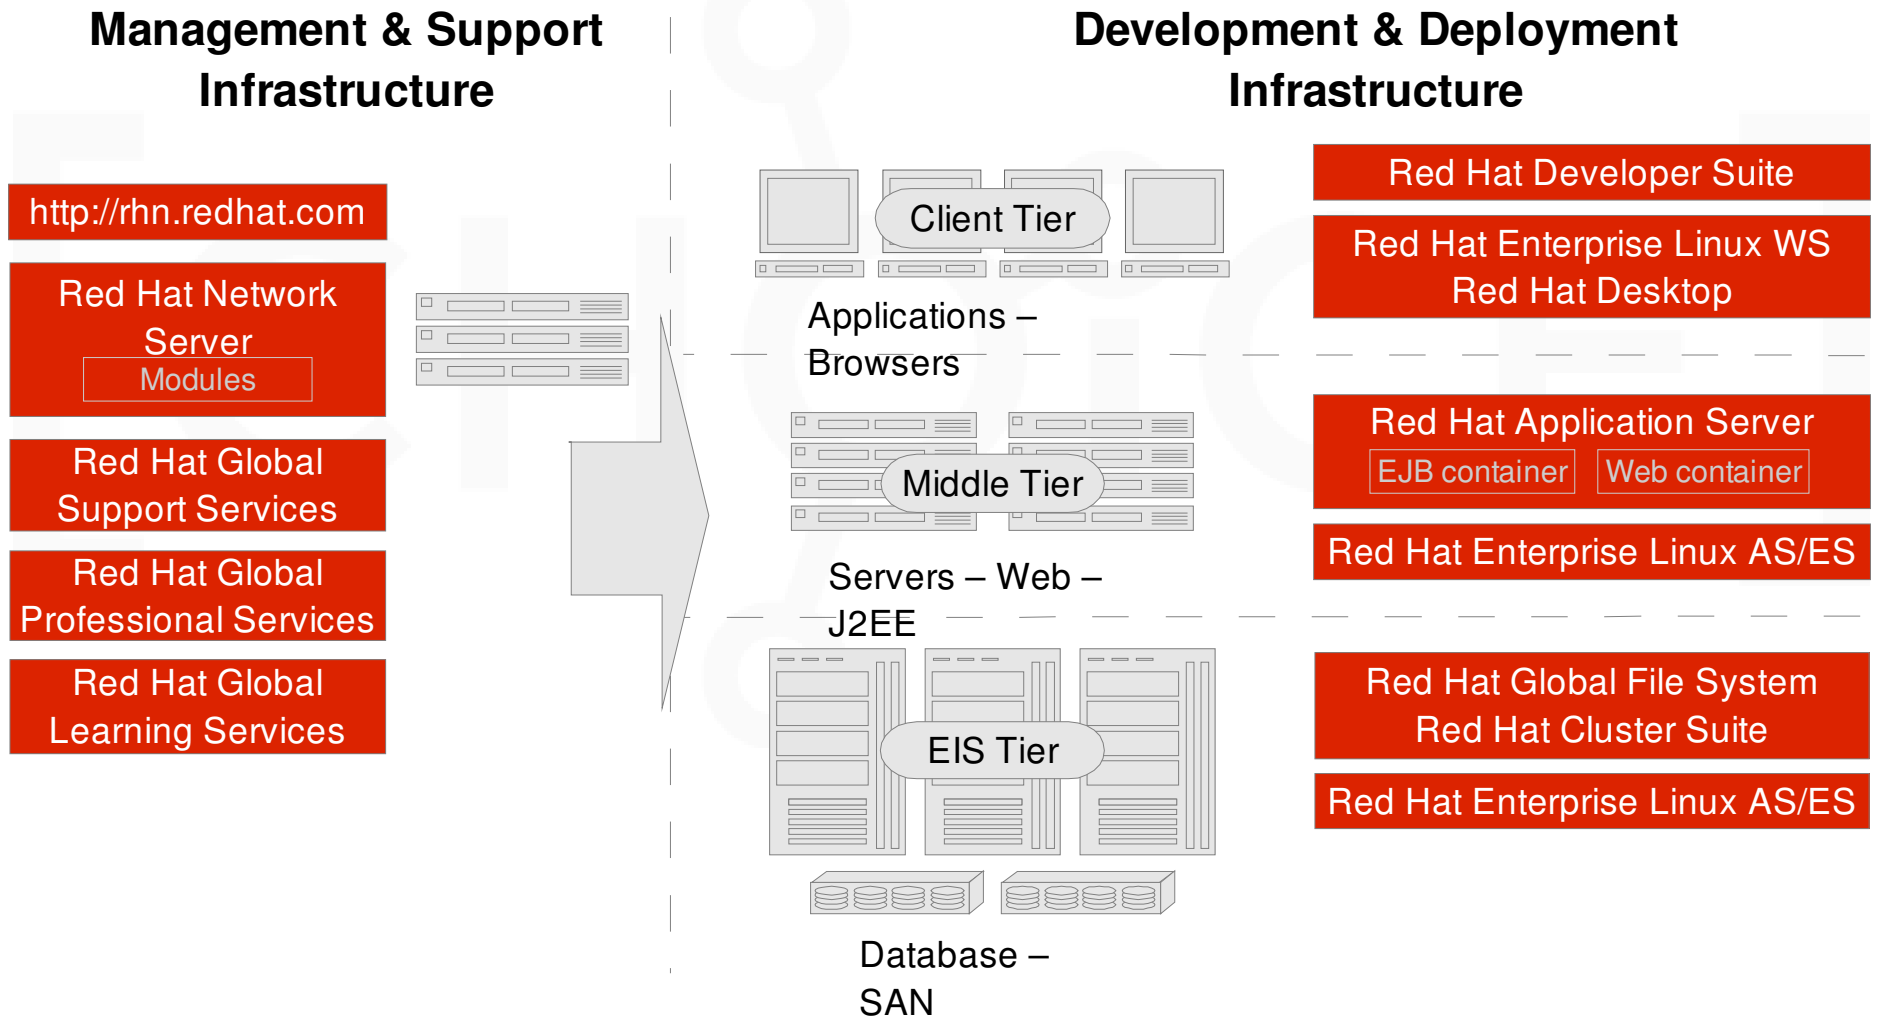 Management & Support
Infrastructure
http://rhn.redhat.com
Red Hat Network
Server
Modules
Red Hat Global
Support Services
Red Hat Global
Professional Services
Red Hat Global
Learning Services
Development & Deployment
Infrastructure
Client Tier
Applications –
Browsers
Red Hat Developer Suite
Red Hat Enterprise Linux WS
Red Hat Desktop
Middle Tier
Servers – Web –
J2EE
Red Hat Application Server
EJB container
Web container
Red Hat Enterprise Linux AS/ES
EIS Tier
Database –
SAN
Red Hat Global File System
Red Hat Cluster Suite
Red Hat Enterprise Linux AS/ES